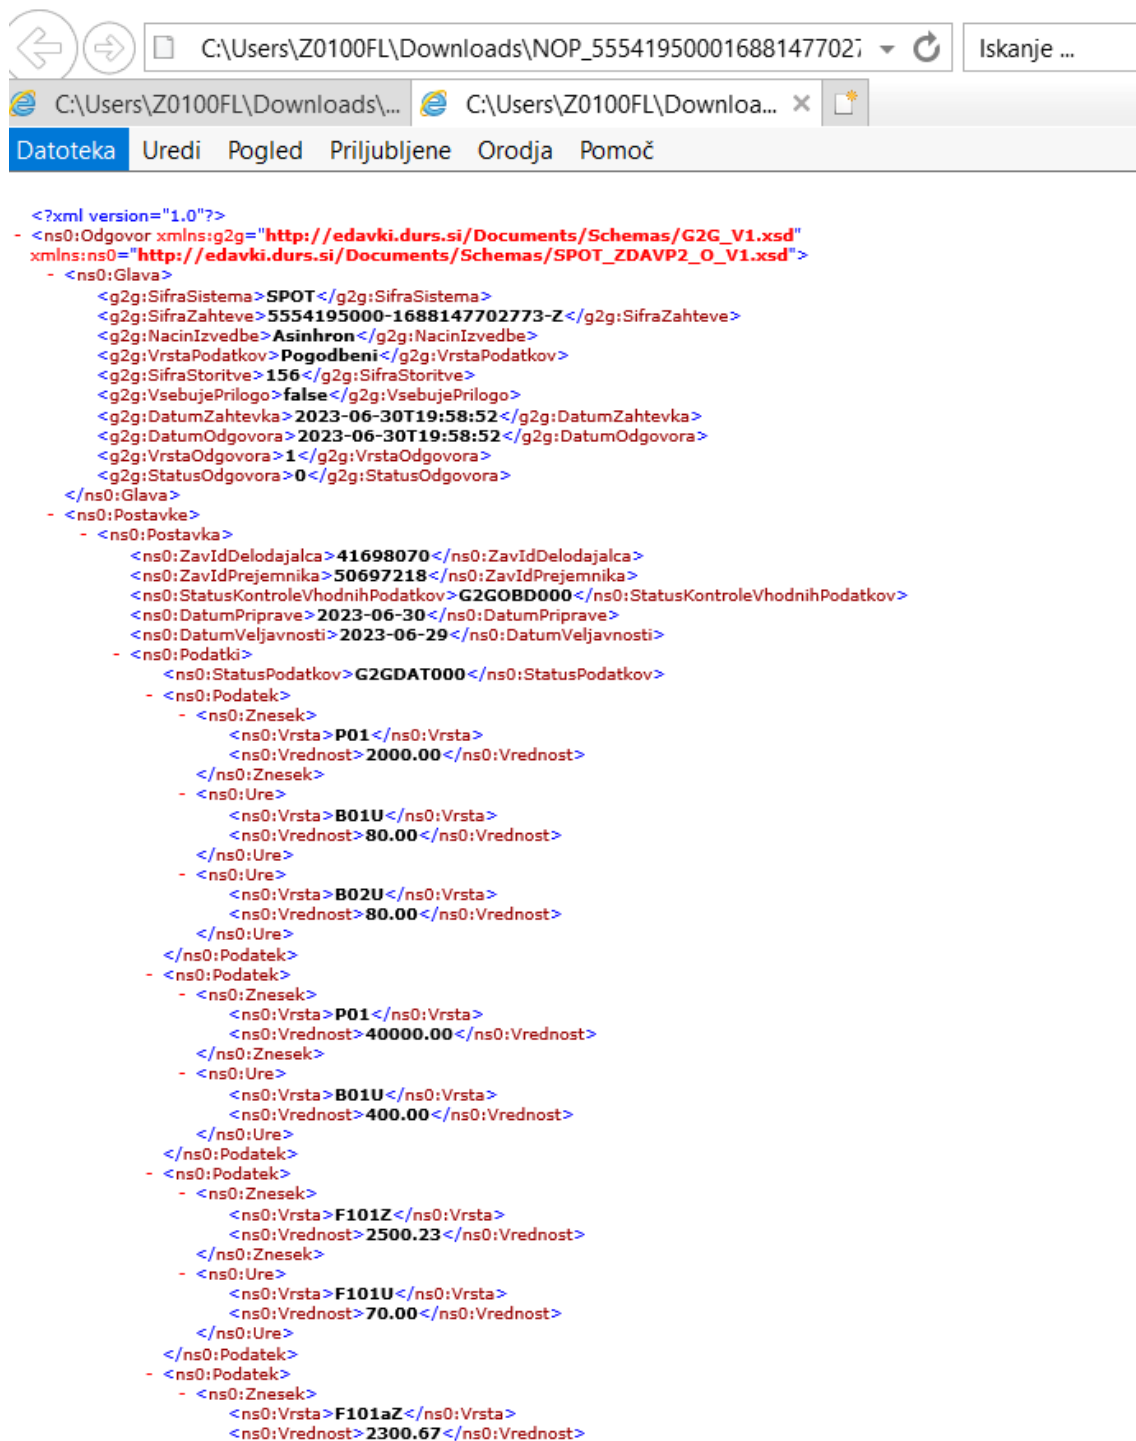 C:\Users\Z0100FL\Downloads\NOP_555419500016881477027
Iskanje ...
C:\Users\Z0100FL\Downloads\...
C:\Users\Z0100FL\Downloa...
Datoteka Uredi Pogled Priljubljene Orodja Pomoč
<?xml version="1.0"?>
- <ns0:Odgovor xmlns:g2g="http://edavki.durs.si/Documents/Schemas/G2G_V1.xsd"
xmlns:ns0="http://edavki.durs.si/Documents/Schemas/SPOT_ZDAVP2_O_V1.xsd">
- <ns0:Glava>
<g2g:SifraSistema>SPOT</g2g:SifraSistema>
<g2g:SifraZahteve>5554195000-1688147702773-Z</g2g:SifraZahteve>
<g2g:NacinIzvedbe>Asinhron</g2g:NacinIzvedbe>
<g2g:VrstaPodatkov>Pogodbeni</g2g:VrstaPodatkov>
<g2g:SifraStoritve>156</g2g:SifraStoritve>
<g2g:VsebujePrilogo>false</g2g:VsebujePrilogo>
<g2g:DatumZahtevka>2023-06-30T19:58:52</g2g:DatumZahtevka>
<g2g:DatumOdgovora>2023-06-30T19:58:52</g2g:DatumOdgovora>
<g2g:VrstaOdgovora>1</g2g:VrstaOdgovora>
<g2g:StatusOdgovora>0</g2g:StatusOdgovora>
</ns0:Glava>
- <ns0:Postavke>
- <ns0:Postavka>
<ns0:ZavIdDelodajalca>41698070</ns0:ZavIdDelodajalca>
<ns0:ZavIdPrejemnika>50697218</ns0:ZavIdPrejemnika>
<ns0:StatusKontroleVhodnihPodatkov>G2GOBD000</ns0:StatusKontroleVhodnihPodatkov>
<ns0:DatumPriprave>2023-06-30</ns0:DatumPriprave>
<ns0:DatumVeljavnosti>2023-06-29</ns0:DatumVeljavnosti>
- <ns0:Podatki>
<ns0:StatusPodatkov>G2GDAT000</ns0:StatusPodatkov>
- <ns0:Podatek>
- <ns0:Znesek>
<ns0:Vrsta>P01</ns0:Vrsta>
<ns0:Vrednost>2000.00</ns0:Vrednost>
</ns0:Znesek>
- <ns0:Ure>
<ns0:Vrsta>B01U</ns0:Vrsta>
<ns0:Vrednost>80.00</ns0:Vrednost>
</ns0:Ure>
- <ns0:Ure>
<ns0:Vrsta>B02U</ns0:Vrsta>
<ns0:Vrednost>80.00</ns0:Vrednost>
</ns0:Ure>
</ns0:Podatek>
- <ns0:Podatek>
- <ns0:Znesek>
<ns0:Vrsta>P01</ns0:Vrsta>
<ns0:Vrednost>40000.00</ns0:Vrednost>
</ns0:Znesek>
- <ns0:Ure>
<ns0:Vrsta>B01U</ns0:Vrsta>
<ns0:Vrednost>400.00</ns0:Vrednost>
</ns0:Ure>
</ns0:Podatek>
- <ns0:Podatek>
- <ns0:Znesek>
<ns0:Vrsta>F101Z</ns0:Vrsta>
<ns0:Vrednost>2500.23</ns0:Vrednost>
</ns0:Znesek>
- <ns0:Ure>
<ns0:Vrsta>F101U</ns0:Vrsta>
<ns0:Vrednost>70.00</ns0:Vrednost>
</ns0:Ure>
</ns0:Podatek>
- <ns0:Podatek>
- <ns0:Znesek>
<ns0:Vrsta>F101aZ</ns0:Vrsta>
<ns0:Vrednost>2300.67</ns0:Vrednost>